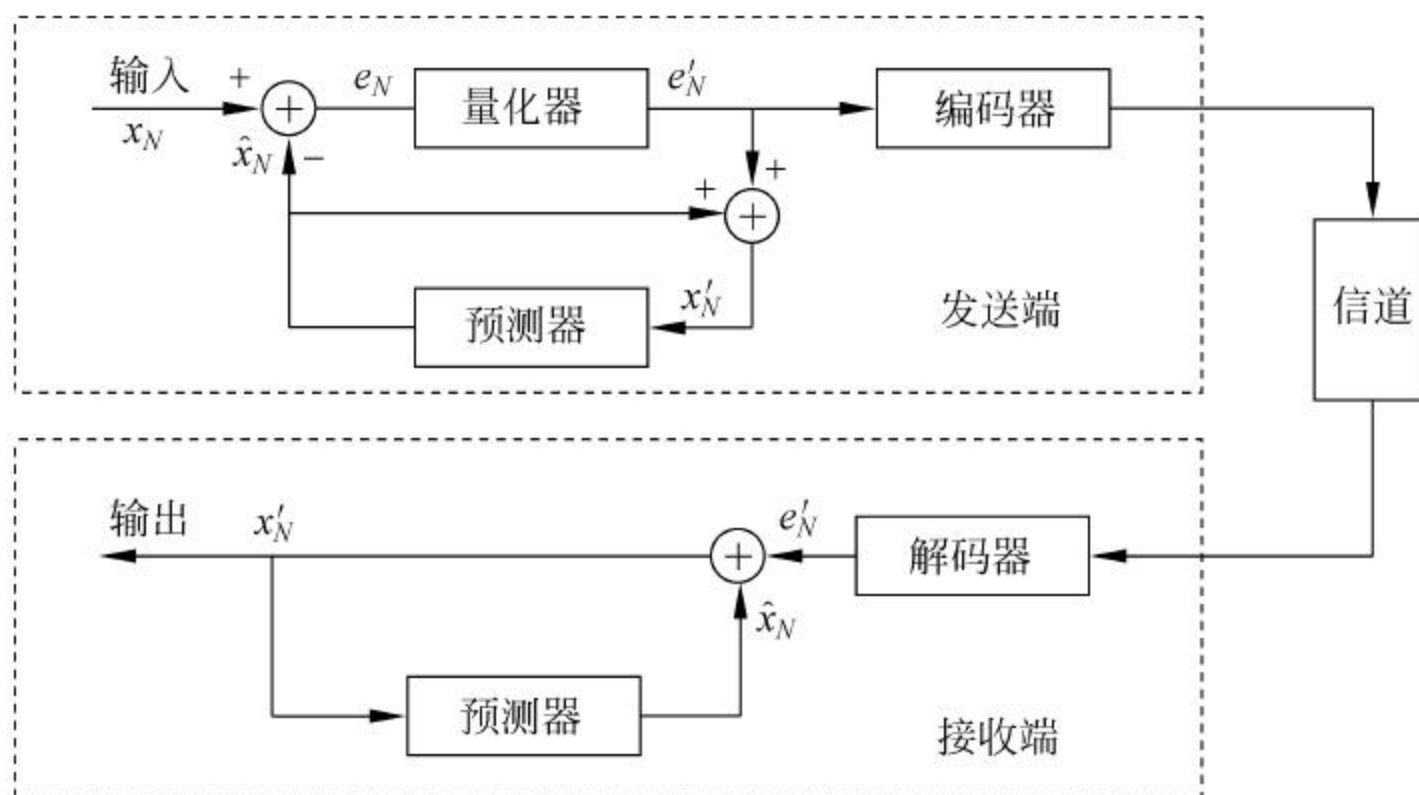 输入
+
e_N
量化器
e′_N
编码器
x_N
x̂_N
−
+
+
+
+
预测器
x′_N
发送端
信道
输出
x′_N
e′_N
+
解码器
x̂_N
预测器
接收端